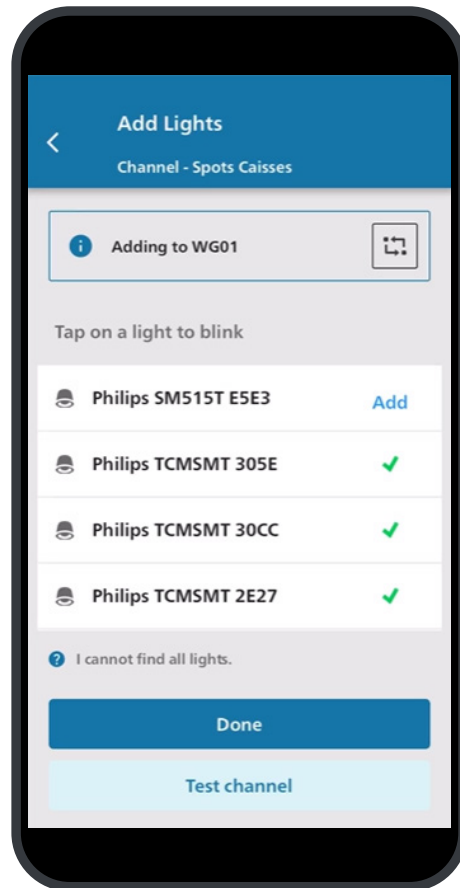 Add Lights
Channel - Spots Caisses
Adding to WG01
Tap on a light to blink
Philips SM515T E5E3 Add
Philips TCMSMT 305E
Philips TCMSMT 30CC
Philips TCMSMT 2E27
I cannot find all lights.
Done
Test channel